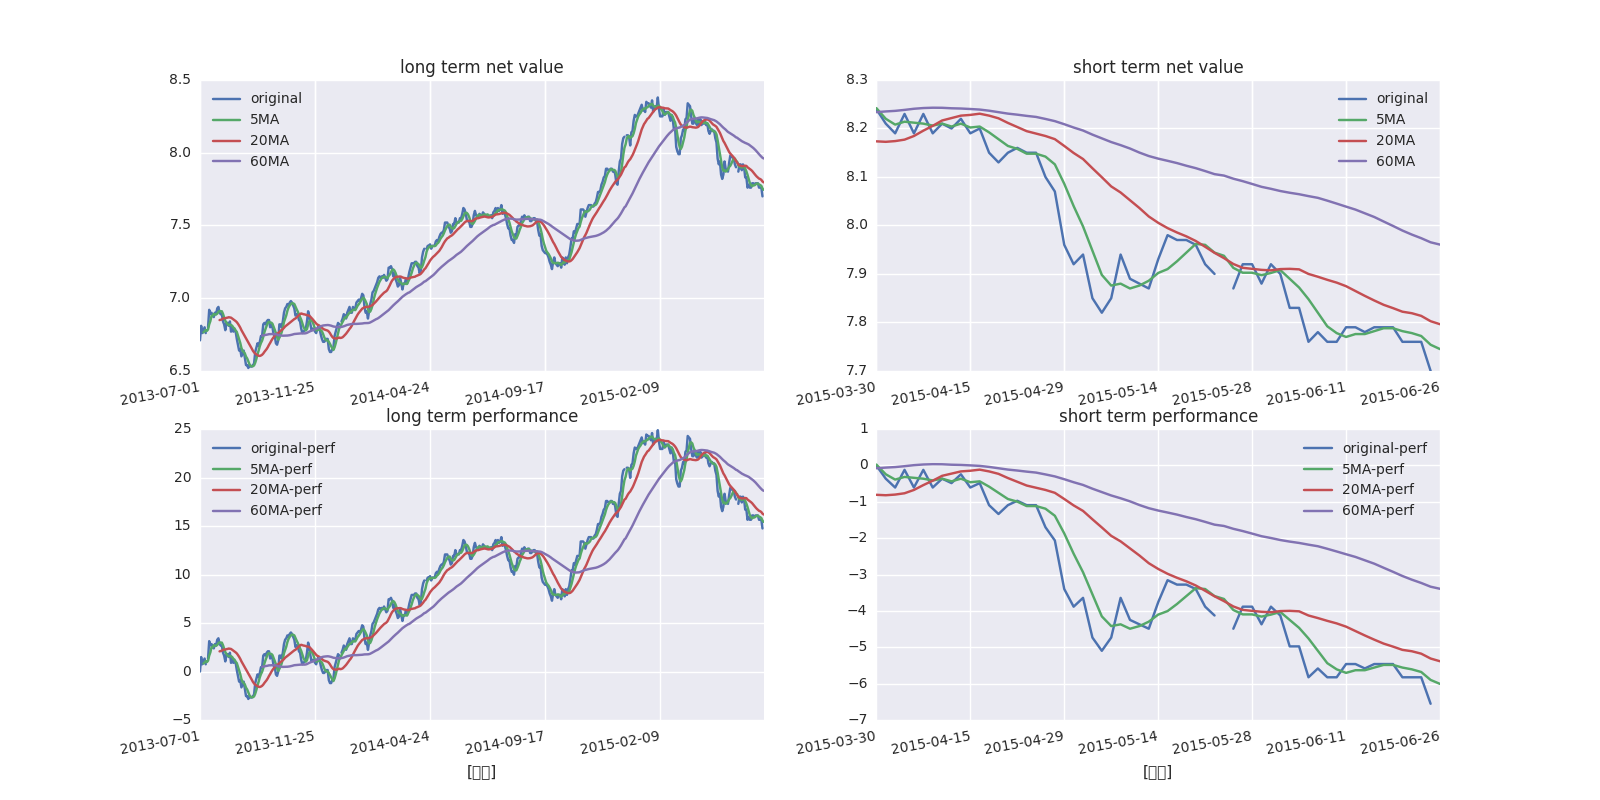 long term net value
8.5
8.0
7.5
7.0
6.5
original
5MA
20MA
60MA
2013-07-01
2013-11-25
2014-04-24
2014-09-17
2015-02-09
short term net value
8.3
8.2
8.1
8.0
7.9
7.8
7.7
original
5MA
20MA
60MA
2015-03-30
2015-04-15
2015-04-29
2015-05-14
2015-05-28
2015-06-11
2015-06-26
long term performance
25
20
15
10
5
0
−5
original-perf
5MA-perf
20MA-perf
60MA-perf
2013-07-01
2013-11-25
2014-04-24
2014-09-17
2015-02-09
[▯▯]
short term performance
1
0
−1
−2
−3
−4
−5
−6
−7
original-perf
5MA-perf
20MA-perf
60MA-perf
2015-03-30
2015-04-15
2015-04-29
2015-05-14
2015-05-28
2015-06-11
2015-06-26
[▯▯]